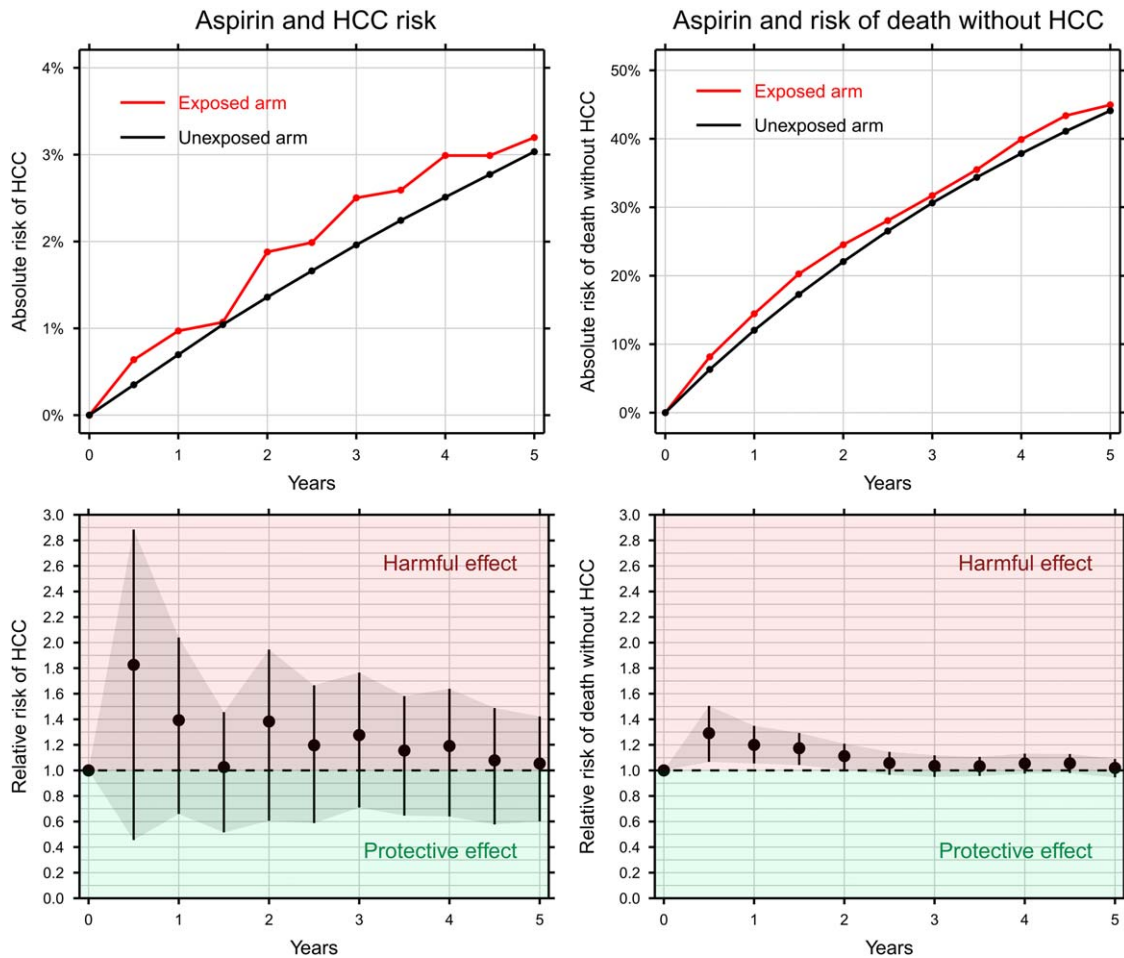 Aspirin and HCC risk
4%
3%
2%
1%
0%
Absolute risk of HCC
Exposed arm
Unexposed arm
0 1 2 3 4 5
Years
Aspirin and risk of death without HCC
50%
40%
30%
20%
10%
0%
Absolute risk of death without HCC
Exposed arm
Unexposed arm
0 1 2 3 4 5
Years
3.0
2.8
2.6
2.4
2.2
2.0
1.8
1.6
1.4
1.2
1.0
0.8
0.6
0.4
0.2
0.0
Relative risk of HCC
Harmful effect
Protective effect
0 1 2 3 4 5
Years
3.0
2.8
2.6
2.4
2.2
2.0
1.8
1.6
1.4
1.2
1.0
0.8
0.6
0.4
0.2
0.0
Relative risk of death without HCC
Harmful effect
Protective effect
0 1 2 3 4 5
Years